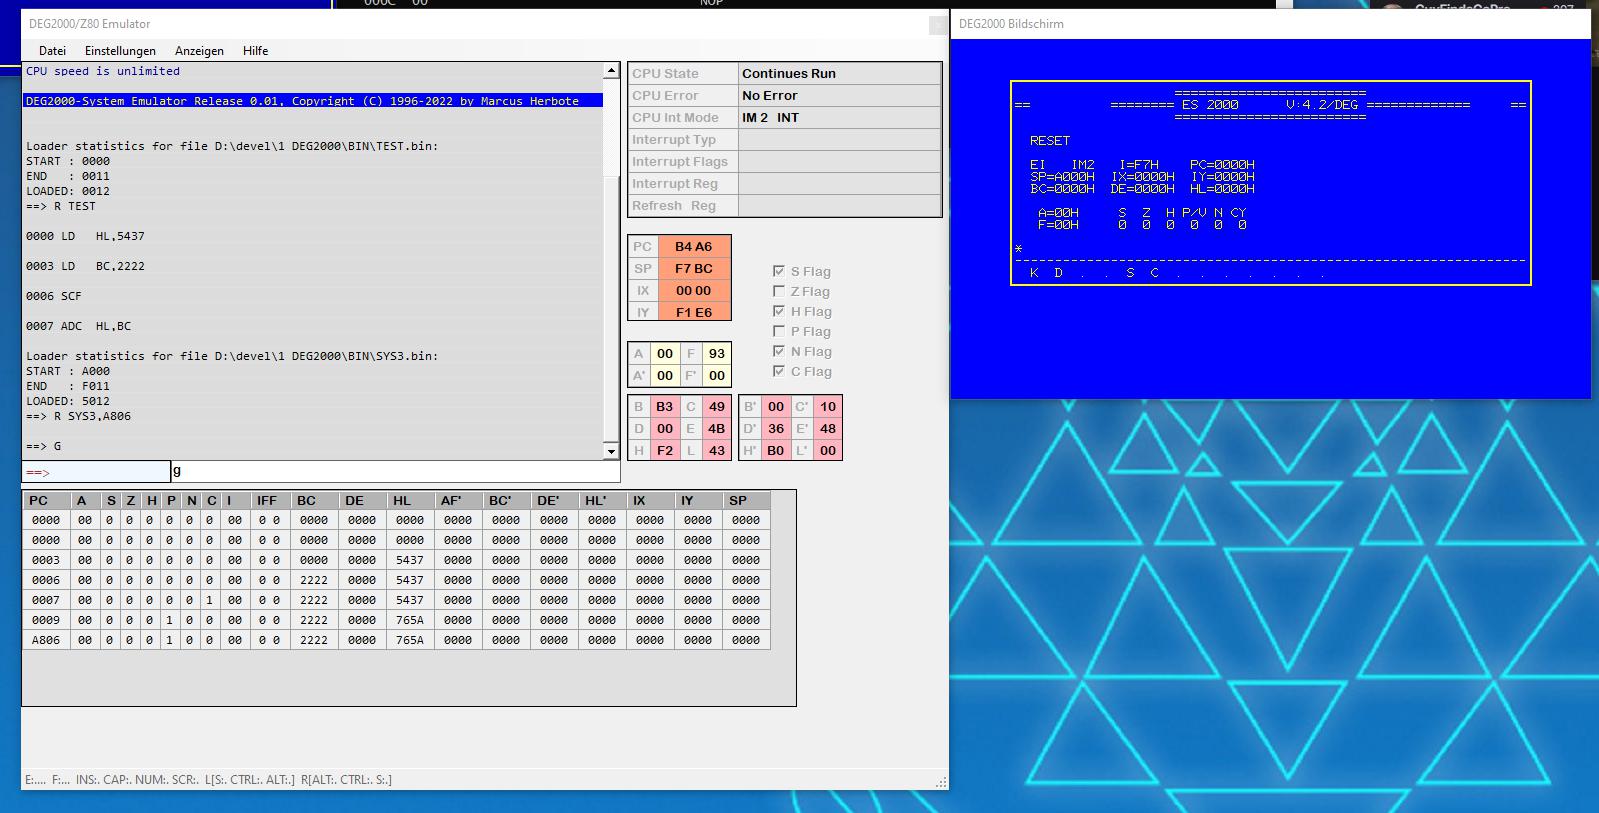 000C 00 NOP
DEG2000/Z80 Emulator
Datei Einstellungen Anzeigen Hilfe
CPU speed is unlimited
DEG2000-System Emulator Release 0.01, Copyright (C) 1996-2022 by Marcus Herbote
Loader statistics for file D:\devel\1 DEG2000\BIN\TEST.bin:
START : 0000
END : 0011
LOADED: 0012
==> R TEST
0000 LD HL,5437
0003 LD BC,2222
0006 SCF
0007 ADC HL,BC
Loader statistics for file D:\devel\1 DEG2000\BIN\SYS3.bin:
START : A000
END : F011
LOADED: 5012
==> R SYS3,A806
==> G
==> g
CPU State Continues Run
CPU Error No Error
CPU Int Mode IM 2 INT
Interrupt Typ
Interrupt Flags
Interrupt Reg
Refresh Reg
PC B4 A6
SP F7 BC
IX 00 00
IY F1 E6
S Flag
Z Flag
H Flag
P Flag
N Flag
C Flag
A 00 F 93
A' 00 F' 00
B B3 C 49 B' 00 C' 10
D 00 E 4B D' 36 E' 48
H F2 L 43 H' B0 L' 00
PC A S Z H P N C I IFF BC DE HL AF' BC' DE' HL' IX IY SP
0000 00 0 0 0 0 0 0 00 0 0 0000 0000 0000 0000 0000 0000 0000 0000 0000 0000
0000 00 0 0 0 0 0 0 00 0 0 0000 0000 0000 0000 0000 0000 0000 0000 0000 0000
0003 00 0 0 0 0 0 0 00 0 0 0000 0000 5437 0000 0000 0000 0000 0000 0000 0000
0006 00 0 0 0 0 0 0 00 0 0 2222 0000 5437 0000 0000 0000 0000 0000 0000 0000
0007 00 0 0 0 0 0 1 00 0 0 2222 0000 5437 0000 0000 0000 0000 0000 0000 0000
0009 00 0 0 0 1 0 0 00 0 0 2222 0000 765A 0000 0000 0000 0000 0000 0000 0000
A806 00 0 0 0 1 0 0 00 0 0 2222 0000 765A 0000 0000 0000 0000 0000 0000 0000
E:.... F:... INS:. CAP:. NUM:. SCR:. L[S:. CTRL:. ALT:.] R[ALT:. CTRL:. S:.]
DEG2000 Bildschirm
========================
== ======== ES 2000 V:4.2/DEG ============= ==
========================
RESET
EI IM2 I=F7H PC=0000H
SP=A000H IX=0000H IY=0000H
BC=0000H DE=0000H HL=0000H
A=00H S Z H P/V N CY
F=00H 0 0 0 0 0 0
*
----------------------------------------------------------------
K D . . S C . . . . . . .